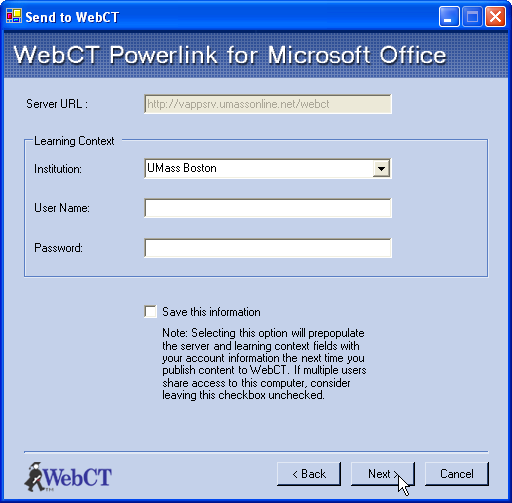 Send to WebCT
WebCT Powerlink for Microsoft Office
Server URL :
http://vappsrv.umassonline.net/webct
Learning Context
Institution:
UMass Boston
User Name:
Password:
Save this information
Note: Selecting this option will prepopulate
the server and learning context fields with
your account information the next time you
publish content to WebCT. If multiple users
share access to this computer, consider
leaving this checkbox unchecked.
WebCT
< Back
Next >
Cancel